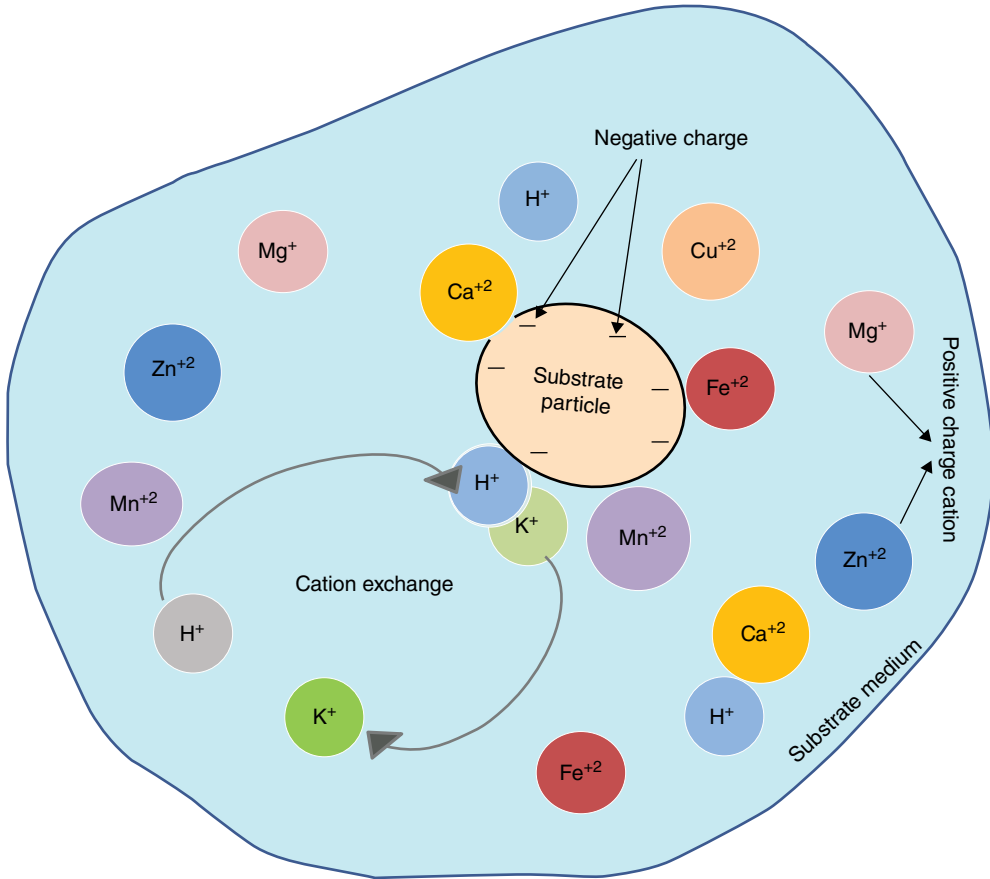 Negative charge
H⁺
Mg⁺
Cu⁺²
Ca⁺²
Mg⁺
Zn⁺²
Substrate
particle
Fe⁺²
Positive charge cation
H⁺
Mn⁺²
K⁺
Mn⁺²
Zn⁺²
Cation exchange
H⁺
Ca⁺²
K⁺
H⁺
Substrate medium
Fe⁺²